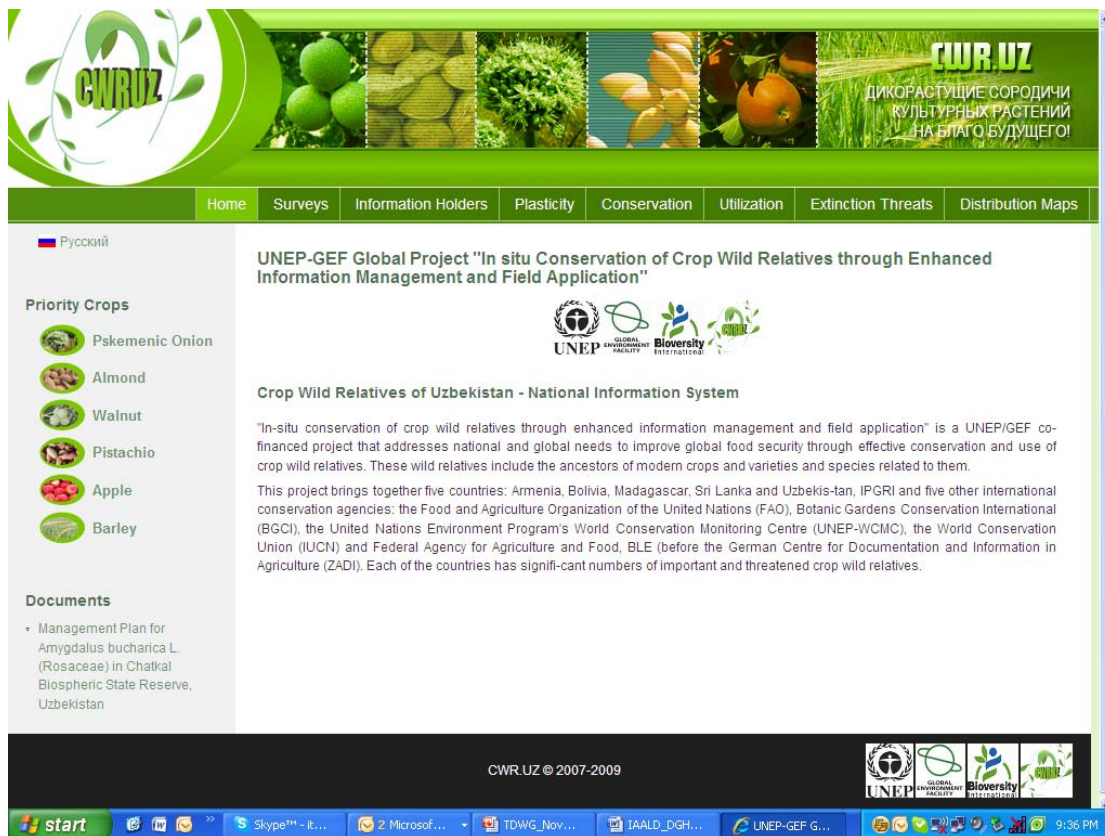 CWRUZ
CWR.UZ
ДИКОРАСТУЩИЕ СОРОДИЧИ
КУЛЬТУРНЫХ РАСТЕНИЙ
НА БЛАГО БУДУЩЕГО!
Home Surveys Information Holders Plasticity Conservation Utilization Extinction Threats Distribution Maps
Русский
Priority Crops
Pskemenic Onion
Almond
Walnut
Pistachio
Apple
Barley
Documents
Management Plan for
Amygdalus bucharica L.
(Rosaceae) in Chatkal
Biospheric State Reserve,
Uzbekistan
UNEP-GEF Global Project "In situ Conservation of Crop Wild Relatives through Enhanced
Information Management and Field Application"
UNEP GLOBAL ENVIRONMENT FACILITY Bioversity International CWRUZ
Crop Wild Relatives of Uzbekistan - National Information System
"In-situ conservation of crop wild relatives through enhanced information management and field application" is a UNEP/GEF co-
financed project that addresses national and global needs to improve global food security through effective conservation and use of
crop wild relatives. These wild relatives include the ancestors of modern crops and varieties and species related to them.
This project brings together five countries: Armenia, Bolivia, Madagascar, Sri Lanka and Uzbekis-tan, IPGRI and five other international
conservation agencies: the Food and Agriculture Organization of the United Nations (FAO), Botanic Gardens Conservation International
(BGCI), the United Nations Environment Program's World Conservation Monitoring Centre (UNEP-WCMC), the World Conservation
Union (IUCN) and Federal Agency for Agriculture and Food, BLE (before the German Centre for Documentation and Information in
Agriculture (ZADI). Each of the countries has signifi-cant numbers of important and threatened crop wild relatives.
CWR.UZ © 2007-2009
UNEP GLOBAL ENVIRONMENT FACILITY Bioversity International CWRUZ
start Skype™ - it... 2 Microsof... TDWG_Nov... IAALD_DGH... UNEP-GEF G... 9:36 PM